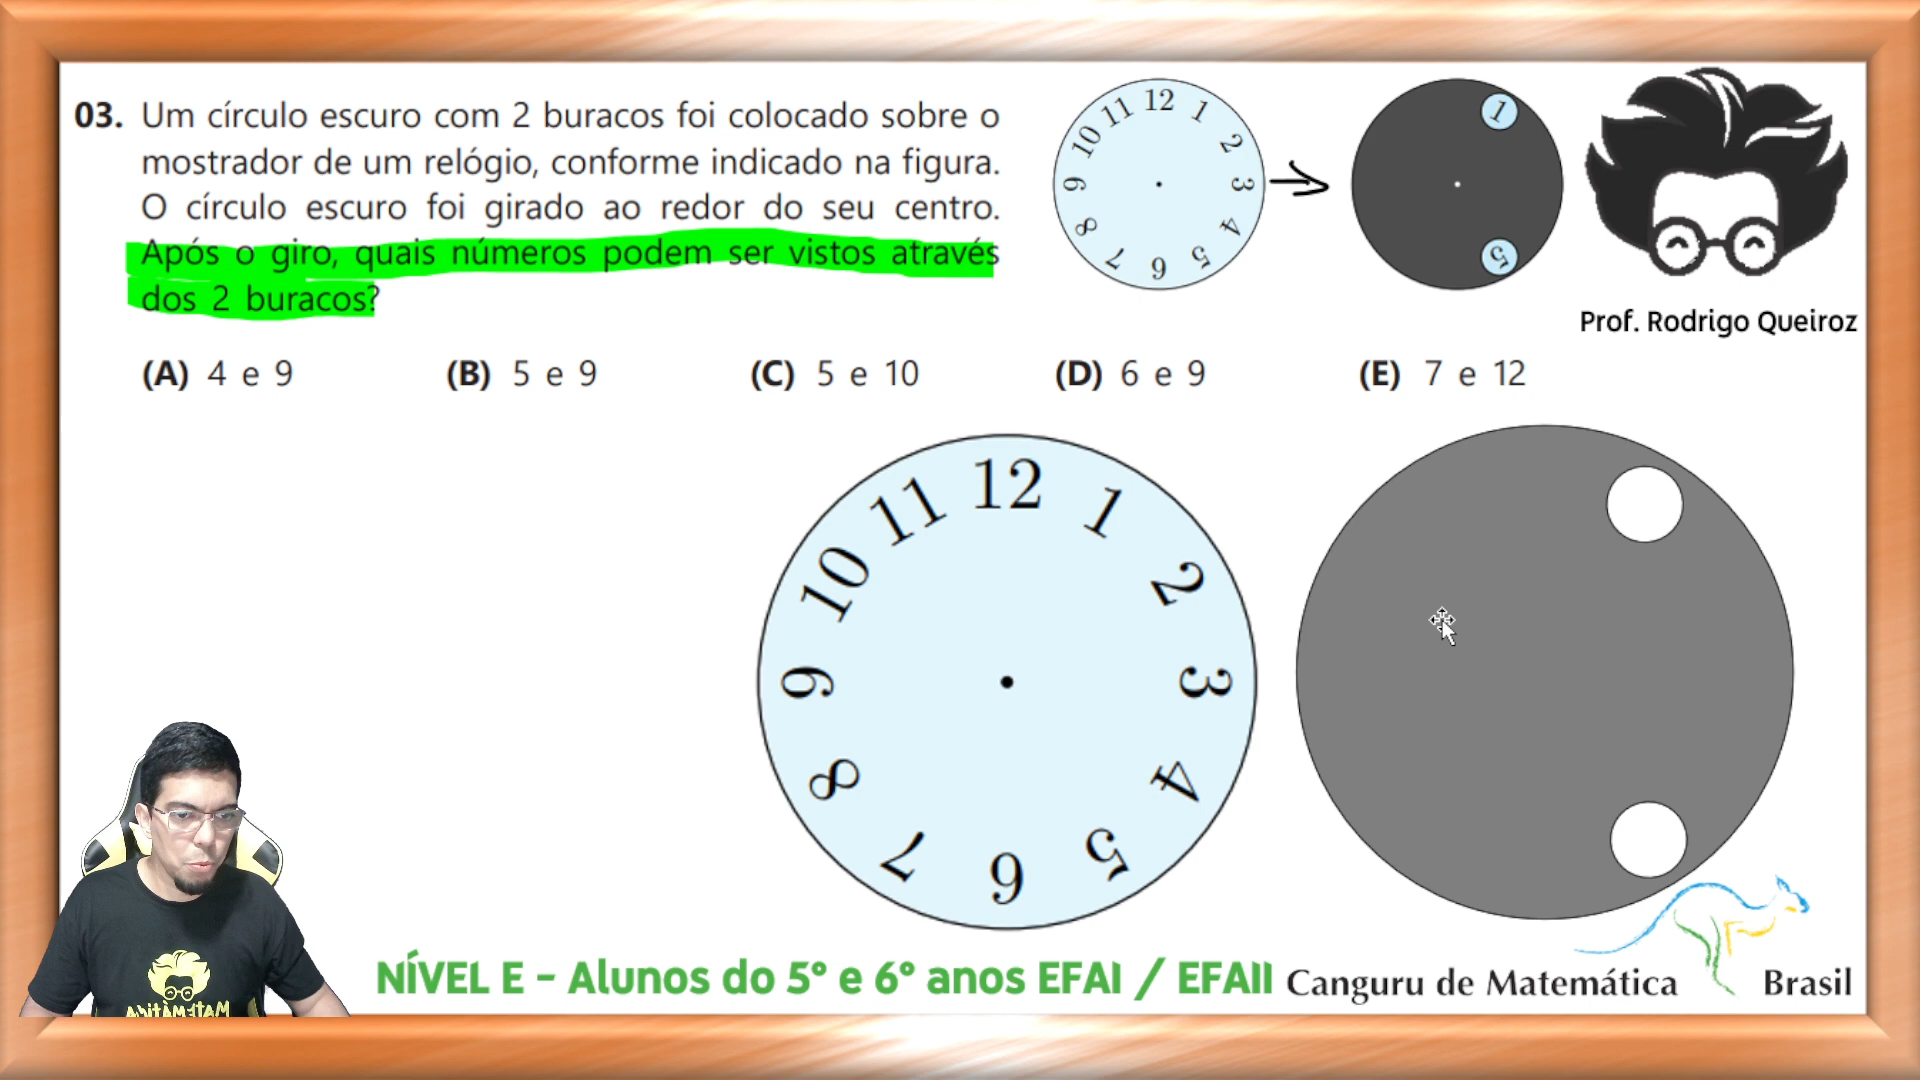 03. Um círculo escuro com 2 buracos foi colocado sobre o
mostrador de um relógio, conforme indicado na figura.
O círculo escuro foi girado ao redor do seu centro.
Após o giro, quais números podem ser vistos através
dos 2 buracos?
12
1
2
3
4
5
6
7
8
9
10
11
1
5
Prof. Rodrigo Queiroz
(A) 4 e 9 (B) 5 e 9 (C) 5 e 10 (D) 6 e 9 (E) 7 e 12
12
1
2
3
4
5
6
7
8
9
10
11
MATEMÁTICA
NÍVEL E - Alunos do 5° e 6° anos EFAI / EFAII
Canguru de Matemática Brasil